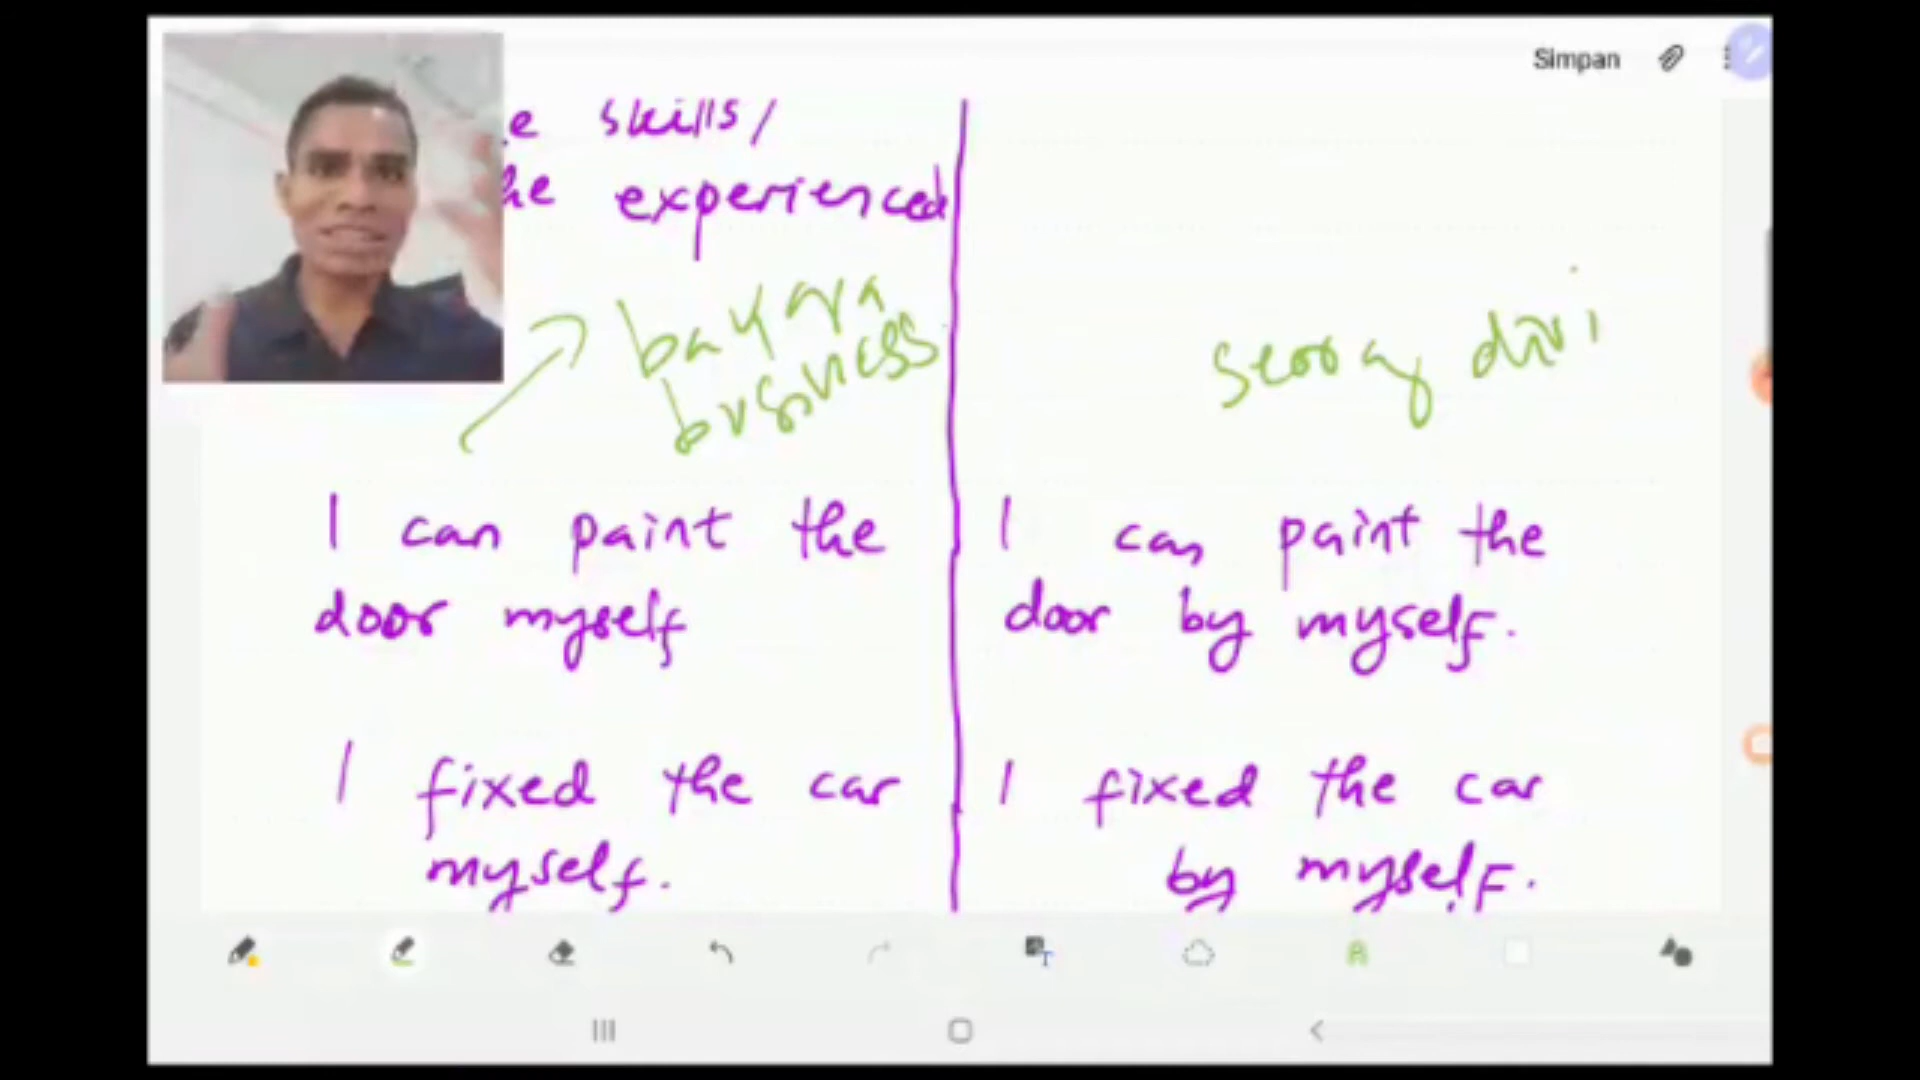 Simpan
e skills/
he experienced
business
I can paint the
door myself
I fixed the car
myself.
seorang diri
I can paint the
door by myself.
I fixed the car
by myself.